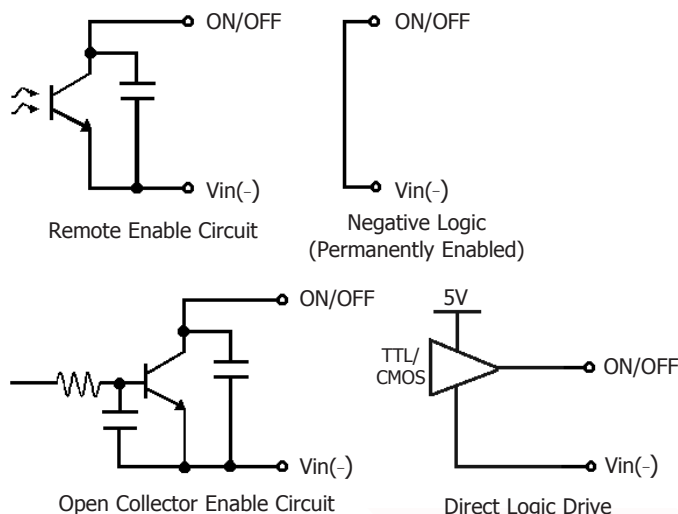 ON/OFF
Vin(-)
Remote Enable Circuit
ON/OFF
Vin(-)
Negative Logic
(Permanently Enabled)
ON/OFF
Vin(-)
Open Collector Enable Circuit
5V
TTL/
CMOS
ON/OFF
Vin(-)
Direct Logic Drive